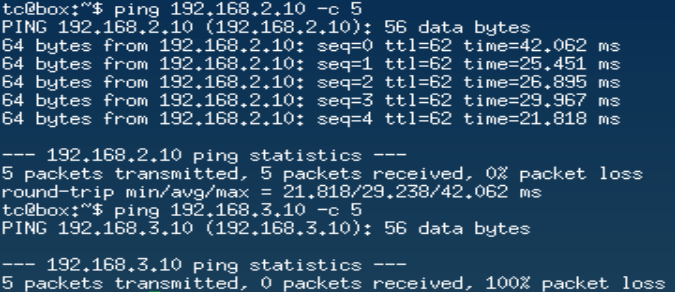 tc@box:~$ ping 192.168.2.10 -c 5
PING 192.168.2.10 (192.168.2.10): 56 data bytes
64 bytes from 192.168.2.10: seq=0 ttl=62 time=42.062 ms
64 bytes from 192.168.2.10: seq=1 ttl=62 time=25.451 ms
64 bytes from 192.168.2.10: seq=2 ttl=62 time=26.895 ms
64 bytes from 192.168.2.10: seq=3 ttl=62 time=29.967 ms
64 bytes from 192.168.2.10: seq=4 ttl=62 time=21.818 ms
--- 192.168.2.10 ping statistics ---
5 packets transmitted, 5 packets received, 0% packet loss
round-trip min/avg/max = 21.818/29.238/42.062 ms
tc@box:~$ ping 192.168.3.10 -c 5
PING 192.168.3.10 (192.168.3.10): 56 data bytes
--- 192.168.3.10 ping statistics ---
5 packets transmitted, 0 packets received, 100% packet loss